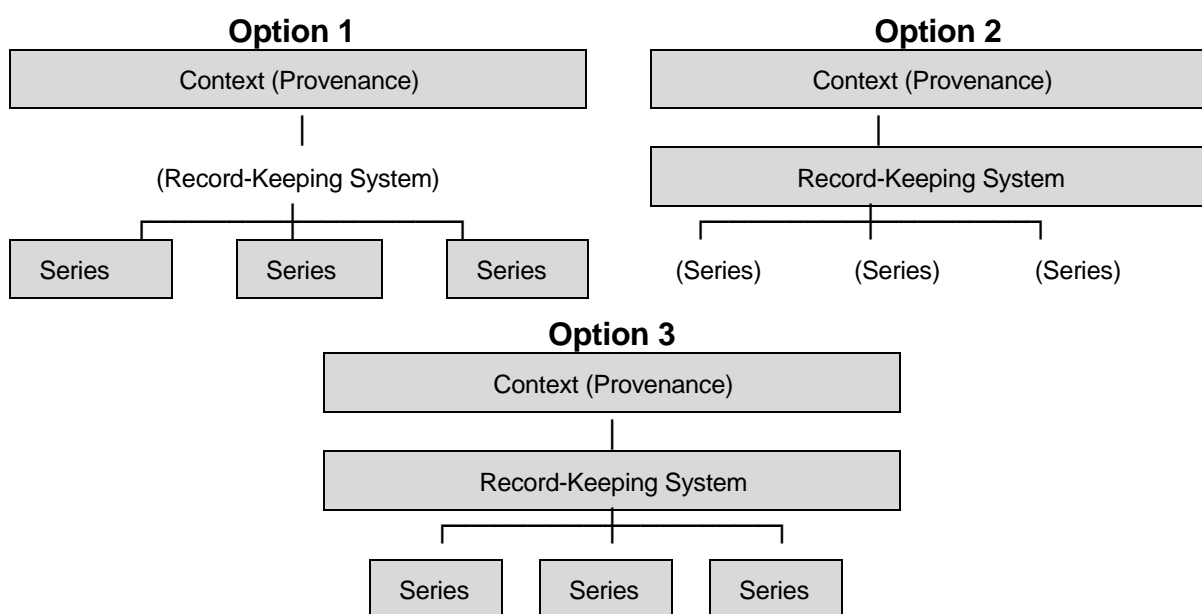 Option 1
Context (Provenance)
(Record-Keeping System)
Series Series Series
Option 2
Context (Provenance)
Record-Keeping System
(Series) (Series) (Series)
Option 3
Context (Provenance)
Record-Keeping System
Series Series Series